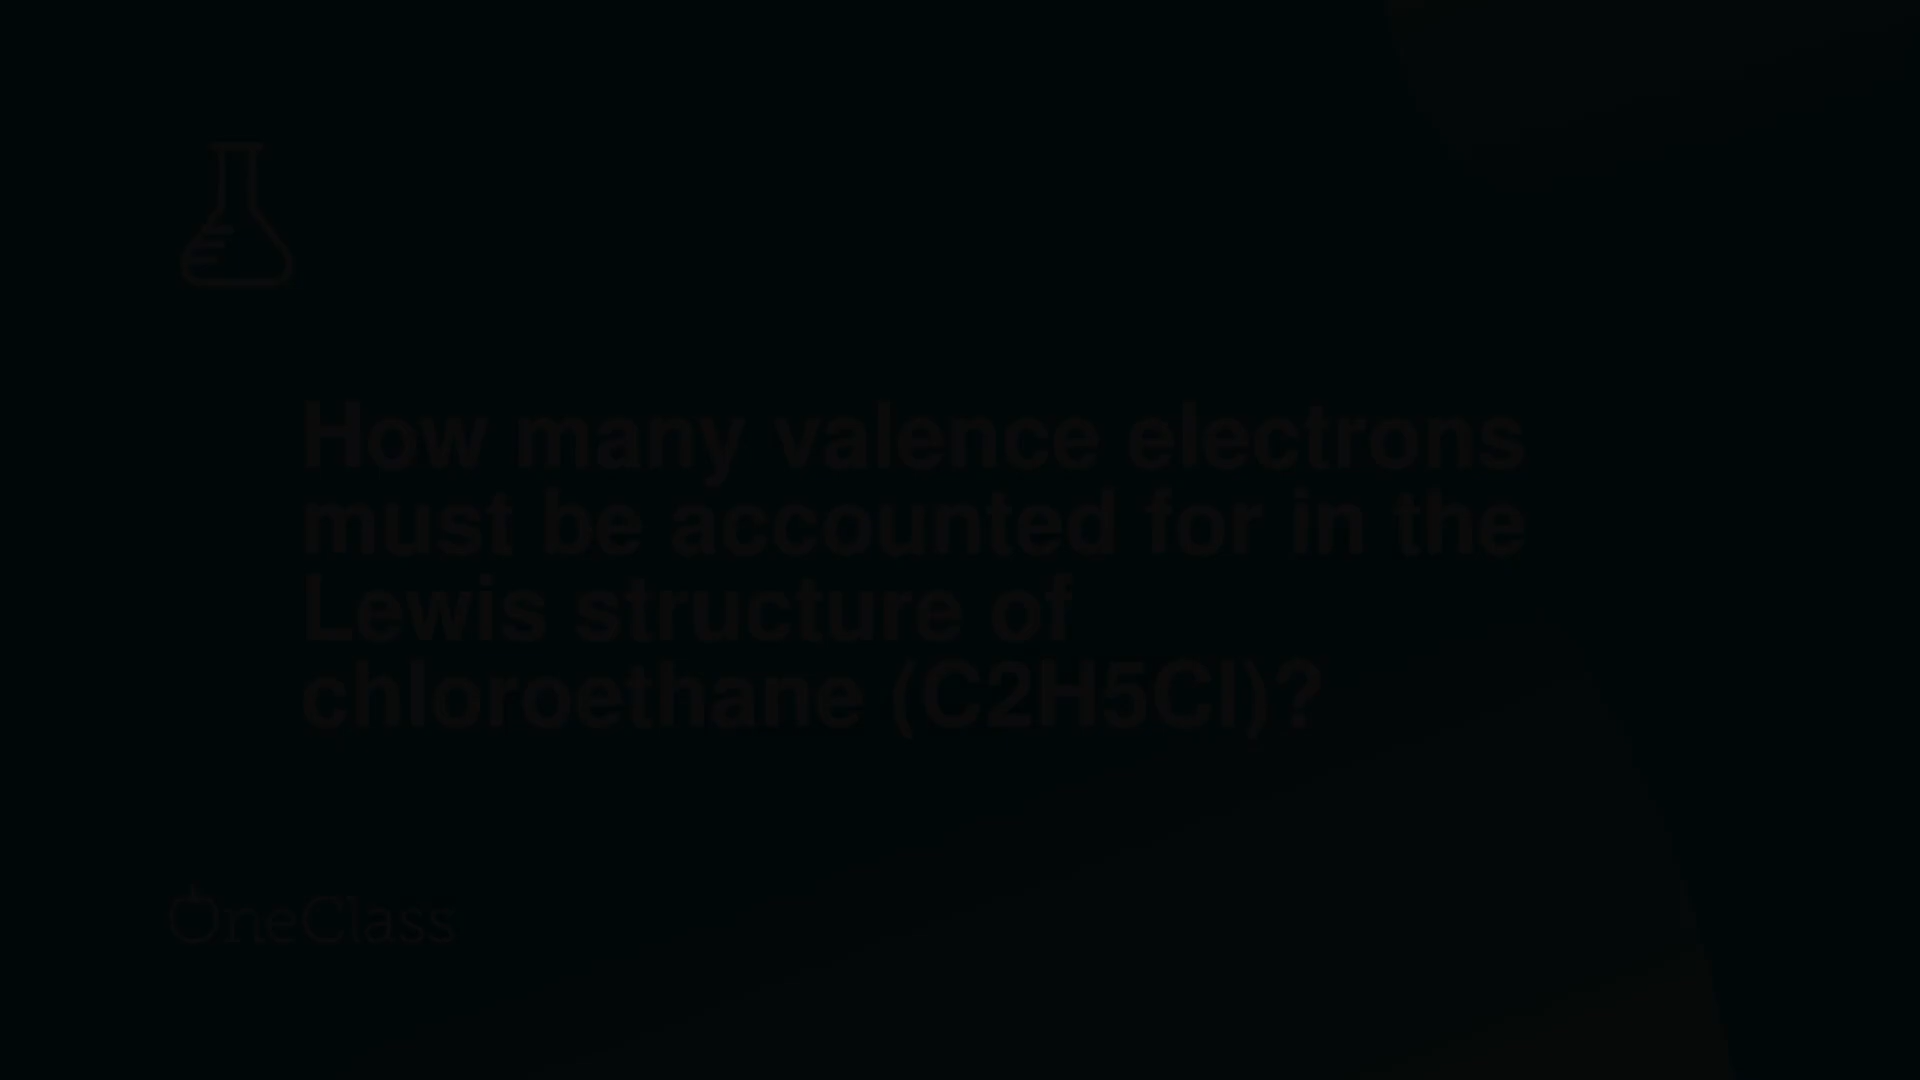 How many valence electrons
must be accounted for in the
Lewis structure of
chloroethane (C2H5Cl)?
OneClass